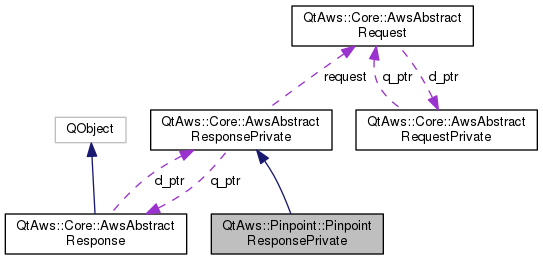 QtAws::Core::AwsAbstract
Request
request
q_ptr
d_ptr
QObject
QtAws::Core::AwsAbstract
ResponsePrivate
QtAws::Core::AwsAbstract
RequestPrivate
d_ptr
q_ptr
QtAws::Core::AwsAbstract
Response
QtAws::Pinpoint::Pinpoint
ResponsePrivate